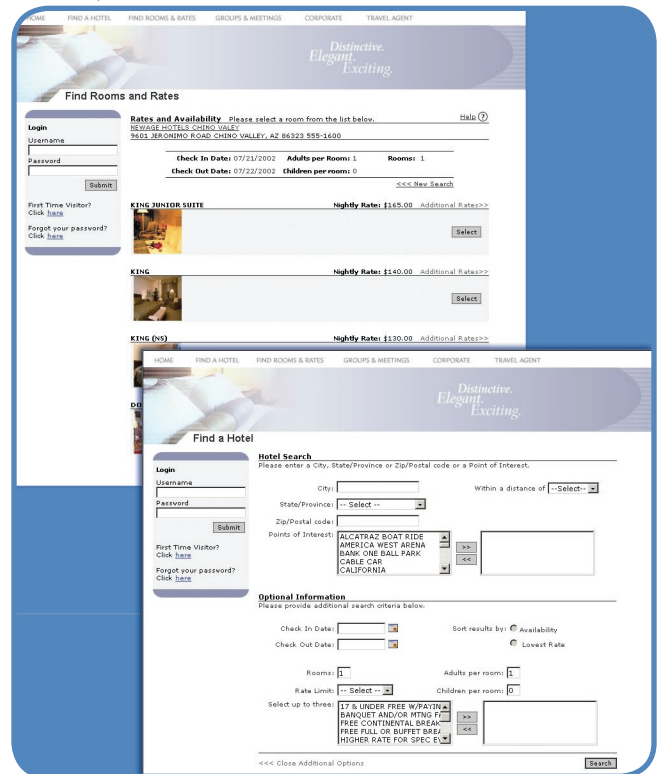 HOME FIND A HOTEL FIND ROOMS & RATES GROUPS & MEETINGS CORPORATE TRAVEL AGENT
Distinctive.
Elegant.
Exciting.
Find Rooms and Rates
Login
Username
Password
Submit
First Time Visitor?
Click here
Forgot your password?
Click here
Rates and Availability Please select a room from the list below. Help ?
NEWAGE HOTELS CHINO VALEY
9601 JERONIMO ROAD CHINO VALLEY, AZ 86323 555-1600
Check In Date: 07/21/2002 Adults per Room: 1 Rooms: 1
Check Out Date: 07/22/2002 Children per room: 0
<<< New Search
KING JUNIOR SUITE Nightly Rate: $165.00 Additional Rates>>
Select
KING Nightly Rate: $140.00 Additional Rates>>
Select
KING (NS) Nightly Rate: $130.00 Additional Rates>>
DO
HOME FIND A HOTEL FIND ROOMS & RATES GROUPS & MEETINGS CORPORATE TRAVEL AGENT
Distinctive.
Elegant.
Exciting.
Find a Hotel
Login
Username
Password
Submit
First Time Visitor?
Click here
Forgot your password?
Click here
Hotel Search
Please enter a City, State/Province or Zip/Postal code or a Point of Interest.
City: Within a distance of --Select--
State/Province: -- Select --
Zip/Postal code:
Points of Interest: ALCATRAZ BOAT RIDE
AMERICA WEST ARENA
BANK ONE BALL PARK
CABLE CAR
CALIFORNIA
>>
<<
Optional Information
Please provide additional search criteria below.
Check In Date: Sort results by: Availability
Check Out Date: Lowest Rate
Rooms: 1 Adults per room: 1
Rate Limit: -- Select -- Children per room: 0
Select up to three: 17 & UNDER FREE W/PAYIN
BANQUET AND/OR MTNG FA
FREE CONTINENTAL BREAK
FREE FULL OR BUFFET BREA
HIGHER RATE FOR SPEC EV
>>
<<
<<< Close Additional Options Search